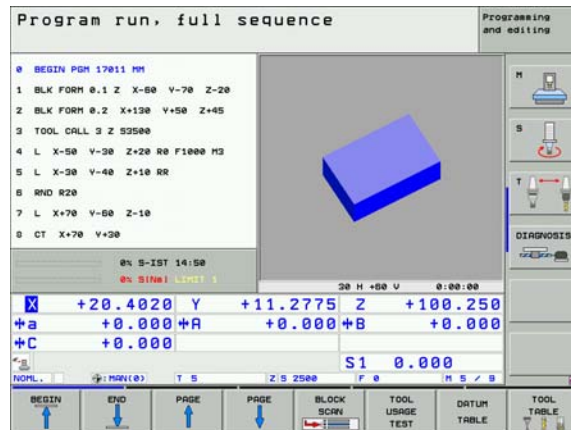 Program run, full sequence
Programming and editing
0 BEGIN PGM 17011 MM
1 BLK FORM 0.1 Z X-60 Y-70 Z-20
2 BLK FORM 0.2 X+130 Y+50 Z+45
3 TOOL CALL 3 Z S3500
4 L X-50 Y-30 Z+20 R0 F1000 M3
5 L X-30 Y-40 Z+10 RR
6 RND R20
7 L X+70 Y-60 Z-10
8 CT X+70 Y+30
0% S-IST 14:50
0% S[Nm] LIMIT 1
30 H +60 V 0:00:00
X +20.4020 Y +11.2775 Z +100.250
a +0.000 A +0.000 B +0.000
C +0.000
S1 0.000
NOML. MAN(0) T 5 Z S 2500 F 0 M 5 / 9
M
S
T
DIAGNOSIS
BEGIN
END
PAGE
PAGE
BLOCK SCAN
TOOL USAGE TEST
DATUM TABLE
TOOL TABLE